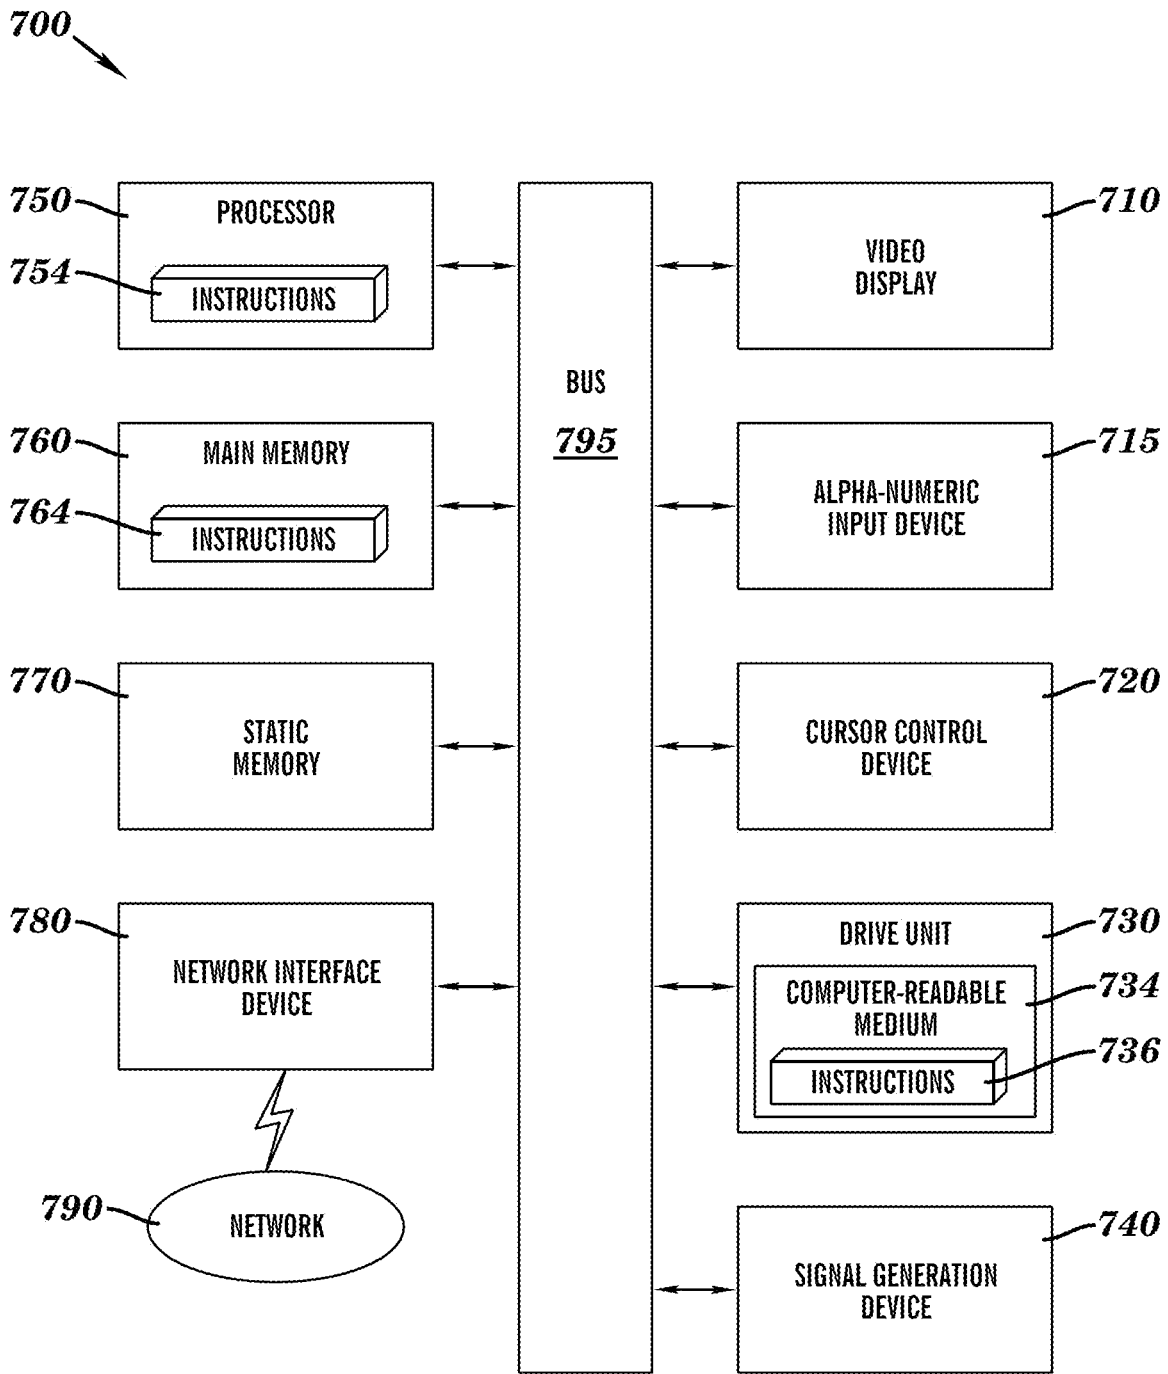 700
750
PROCESSOR
754
INSTRUCTIONS
760
MAIN MEMORY
764
INSTRUCTIONS
770
STATIC
MEMORY
780
NETWORK INTERFACE
DEVICE
790
NETWORK
BUS
795
710
VIDEO
DISPLAY
715
ALPHA-NUMERIC
INPUT DEVICE
720
CURSOR CONTROL
DEVICE
730
DRIVE UNIT
734
COMPUTER-READABLE
MEDIUM
736
INSTRUCTIONS
740
SIGNAL GENERATION
DEVICE